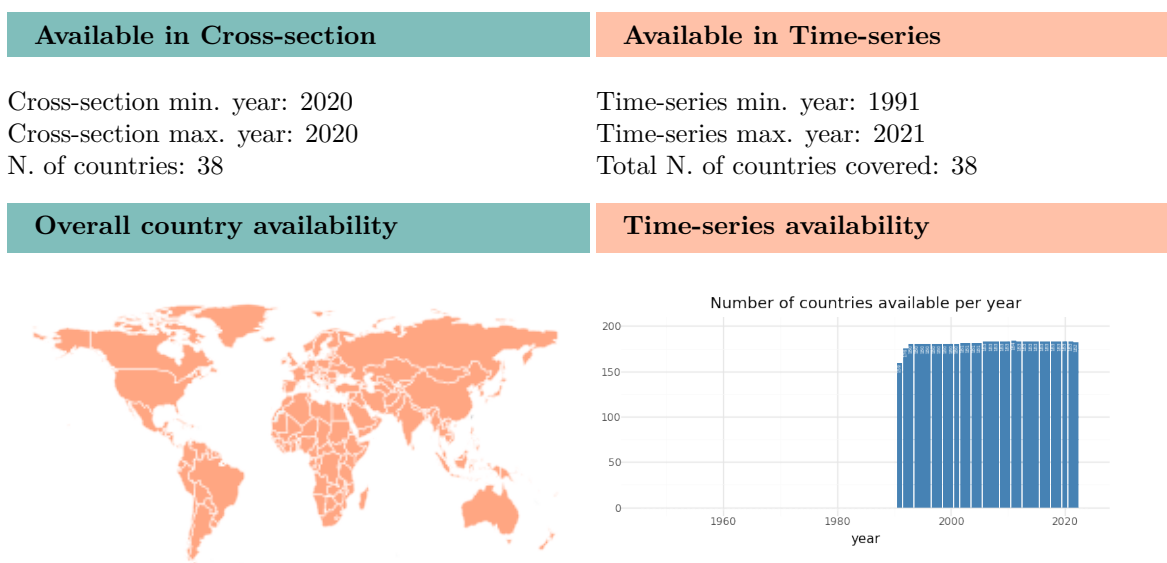 Available in Cross-section
Available in Time-series
Cross-section min. year: 2020
Cross-section max. year: 2020
N. of countries: 38
Time-series min. year: 1991
Time-series max. year: 2021
Total N. of countries covered: 38
Overall country availability
Time-series availability
Number of countries available per year
200
150
100
50
0
1960 1980 2000 2020
year